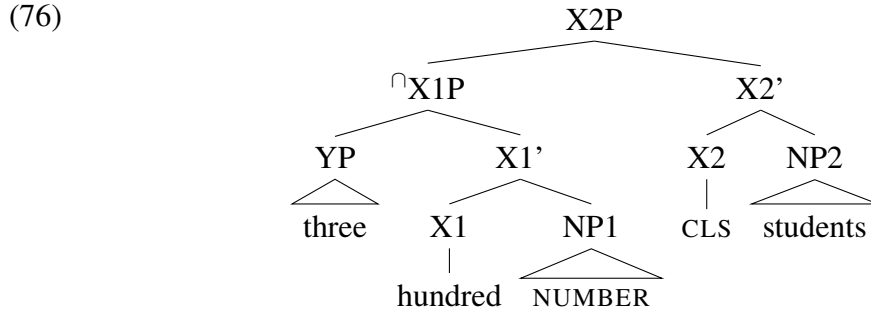 (76) X2P
∩X1P X2'
YP X1' X2 NP2
three X1 NP1 CLS students
hundred NUMBER